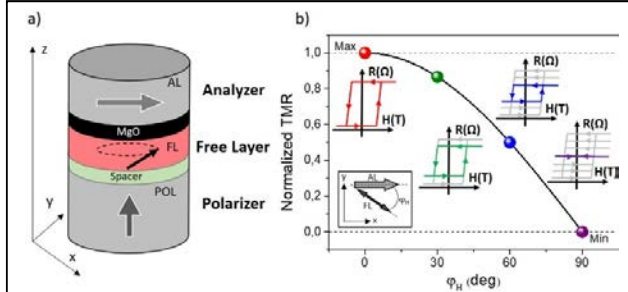 a)
z
AL
Analyzer
MgO
FL
Free Layer
Spacer
POL
Polarizer
y
x
b)
Normalized TMR
1,0
0,8
0,6
0,4
0,2
0,0
Max
R(Ω)
H(T)
R(Ω)
H(T)
R(Ω)
H(T)
R(Ω)
H(T)
Min
y
AL
FL
φH
x
0
30
60
90
φH (deg)